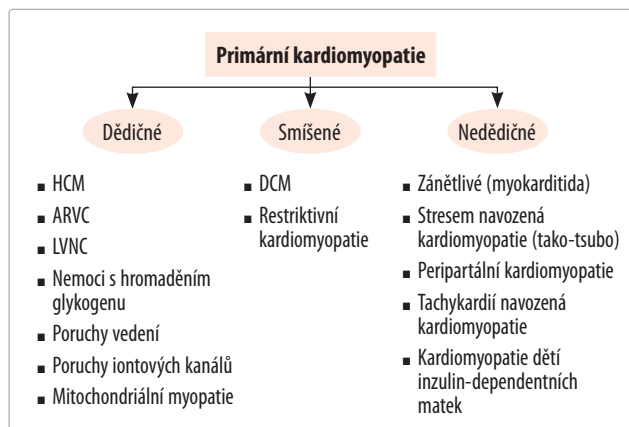 Primární kardiomyopatie
Dědičné
HCM
ARVC
LVNC
Nemoci s hromaděním
glykogenu
Poruchy vedení
Poruchy iontových kanálů
Mitochondriální myopatie
Smíšené
DCM
Restriktivní
kardiomyopatie
Nedědičné
Zánětlivé (myokarditida)
Stresem navozená
kardiomyopatie (tako-tsubo)
Peripartální kardiomyopatie
Tachykardií navozená
kardiomyopatie
Kardiomyopatie dětí
inzulin-dependentních
matek